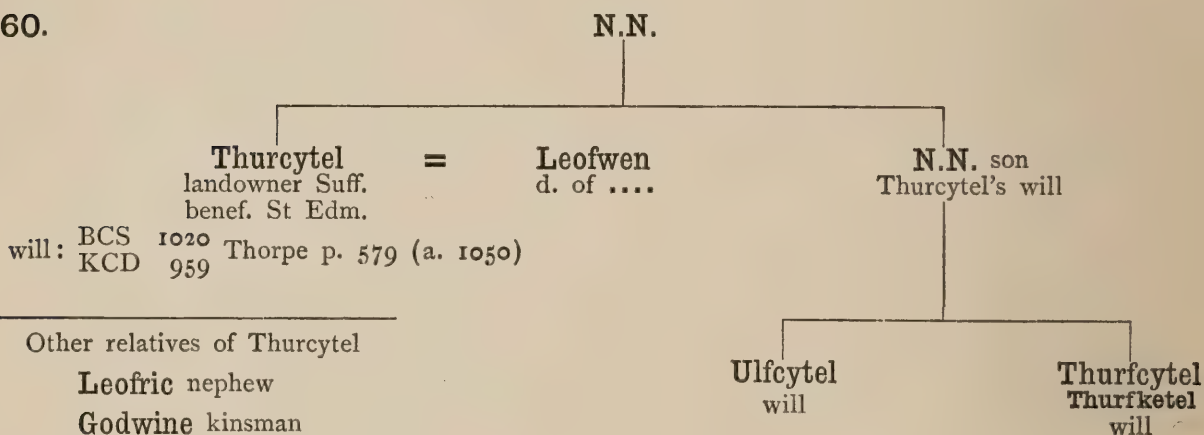 60.
N.N.
Thurcytel = Leofwen
landowner Suff.
benef. St Edm.
d. of ....
N.N. son
Thurcytel's will
will: BCS 1020 Thorpe p. 579 (a. 1050)
KCD 959
Other relatives of Thurcytel
Leofric nephew
Godwine kinsman
Ulfcytel
will
Thurfcytel
Thurfketel
will